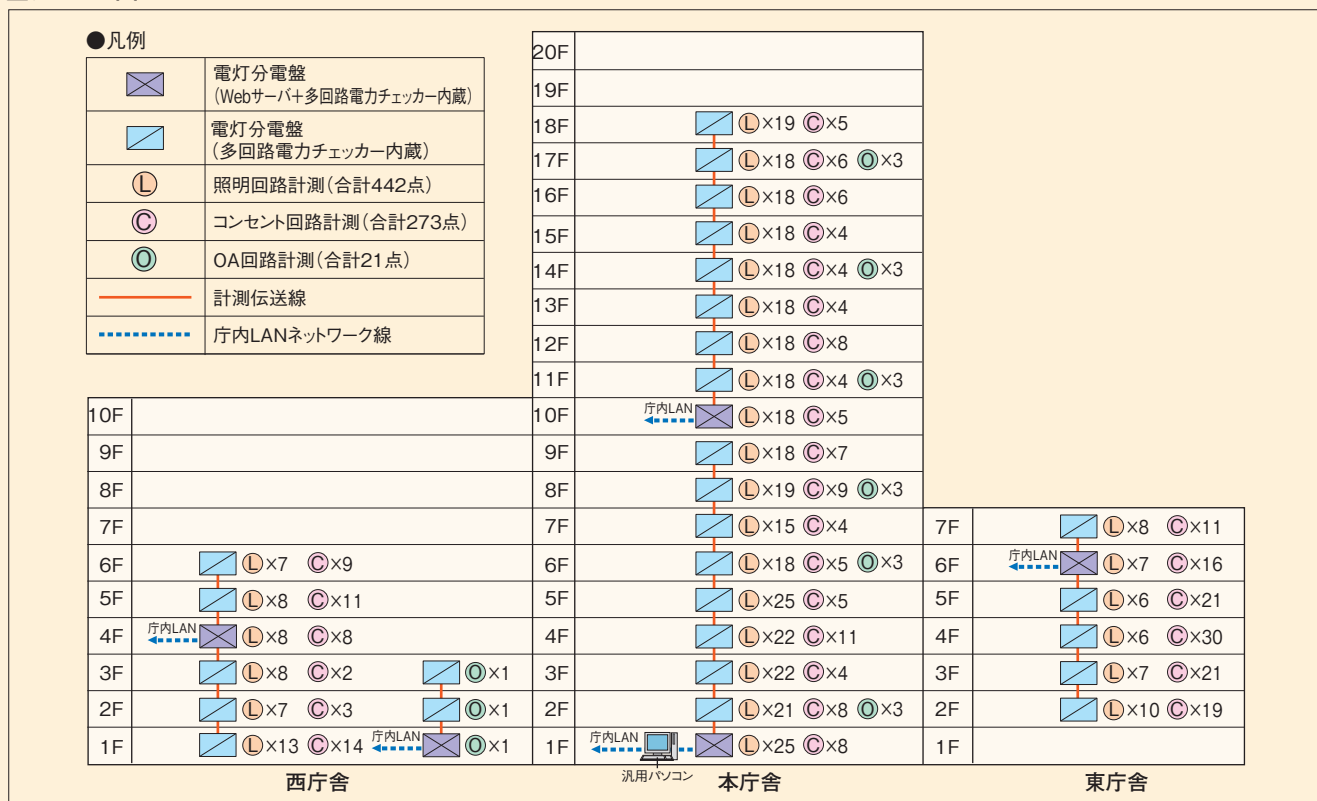 ●凡例
電灯分電盤
(Webサーバ+多回路電力チェッカー内蔵)
電灯分電盤
(多回路電力チェッカー内蔵)
Ⓛ 照明回路計測(合計442点)
Ⓒ コンセント回路計測(合計273点)
Ⓞ OA回路計測(合計21点)
計測伝送線
庁内LANネットワーク線
10F
9F
8F
7F
6F Ⓛ×7 Ⓒ×9
5F Ⓛ×8 Ⓒ×11
4F 庁内LAN Ⓛ×8 Ⓒ×8
3F Ⓛ×8 Ⓒ×2 Ⓞ×1
2F Ⓛ×7 Ⓒ×3 Ⓞ×1
1F Ⓛ×13 Ⓒ×14 庁内LAN Ⓞ×1
西庁舎
20F
19F
18F Ⓛ×19 Ⓒ×5
17F Ⓛ×18 Ⓒ×6 Ⓞ×3
16F Ⓛ×18 Ⓒ×6
15F Ⓛ×18 Ⓒ×4
14F Ⓛ×18 Ⓒ×4 Ⓞ×3
13F Ⓛ×18 Ⓒ×4
12F Ⓛ×18 Ⓒ×8
11F Ⓛ×18 Ⓒ×4 Ⓞ×3
10F 庁内LAN Ⓛ×18 Ⓒ×5
9F Ⓛ×18 Ⓒ×7
8F Ⓛ×19 Ⓒ×9 Ⓞ×3
7F Ⓛ×15 Ⓒ×4
6F Ⓛ×18 Ⓒ×5 Ⓞ×3
5F Ⓛ×25 Ⓒ×5
4F Ⓛ×22 Ⓒ×11
3F Ⓛ×22 Ⓒ×4
2F Ⓛ×21 Ⓒ×8 Ⓞ×3
1F 庁内LAN Ⓛ×25 Ⓒ×8
汎用パソコン
本庁舎
7F Ⓛ×8 Ⓒ×11
6F 庁内LAN Ⓛ×7 Ⓒ×16
5F Ⓛ×6 Ⓒ×21
4F Ⓛ×6 Ⓒ×30
3F Ⓛ×7 Ⓒ×21
2F Ⓛ×10 Ⓒ×19
1F
東庁舎